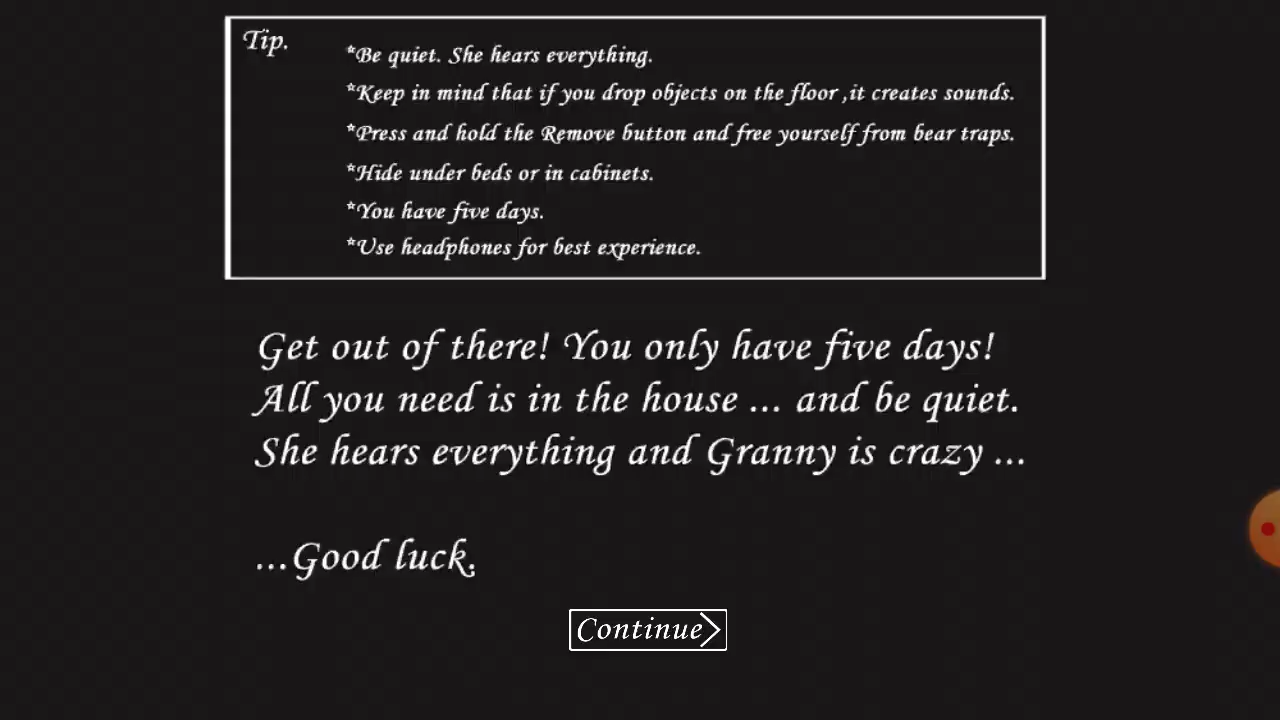 Tip.
*Be quiet. She hears everything.
*Keep in mind that if you drop objects on the floor ,it creates sounds.
*Press and hold the Remove button and free yourself from bear traps.
*Hide under beds or in cabinets.
*You have five days.
*Use headphones for best experience.
Get out of there! You only have five days!
All you need is in the house ... and be quiet.
She hears everything and Granny is crazy ...
...Good luck.
Continue